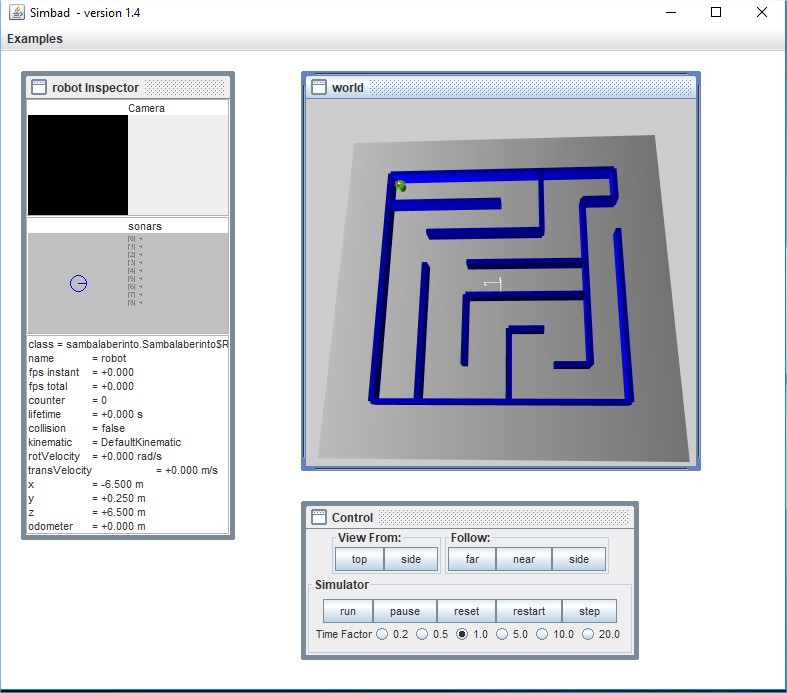 Simbad - version 1.4
Examples
robot Inspector
Camera
sonars
[0] →
[1] →
[2] →
[3] →
[4] →
[5] →
[6] →
[7] →
[8] →
class = sambalaberinto.Sambalaberinto$R
name = robot
fps instant = +0.000
fps total = +0.000
counter = 0
lifetime = +0.000 s
collision = false
kinematic = DefaultKinematic
rotVelocity = +0.000 rad/s
transVelocity = +0.000 m/s
x = -6.500 m
y = +0.250 m
z = +6.500 m
odometer = +0.000 m
world
Control
View From: Follow:
top side far near side
Simulator
run pause reset restart step
Time Factor 0.2 0.5 1.0 5.0 10.0 20.0